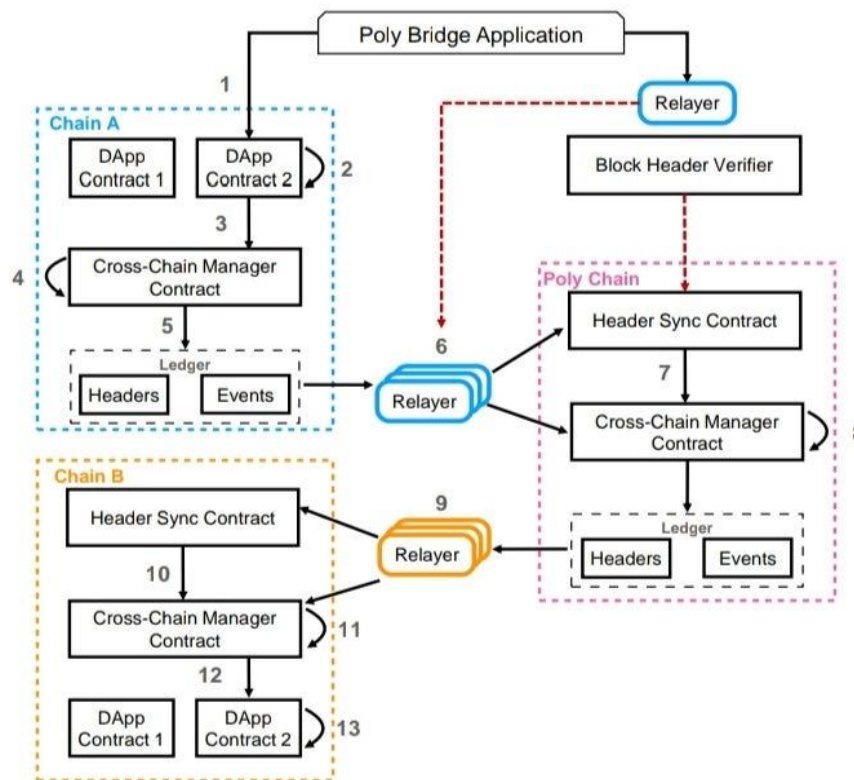 Poly Bridge Application
1
Relayer
Chain A
DApp
Contract 1
DApp
Contract 2
2
Block Header Verifier
3
4
Cross-Chain Manager
Contract
Poly Chain
5
Header Sync Contract
Ledger
Headers
Events
6
Relayer
7
Cross-Chain Manager
Contract
Chain B
Header Sync Contract
9
Relayer
Ledger
Headers
Events
10
Cross-Chain Manager
Contract
11
12
DApp
Contract 1
DApp
Contract 2
13